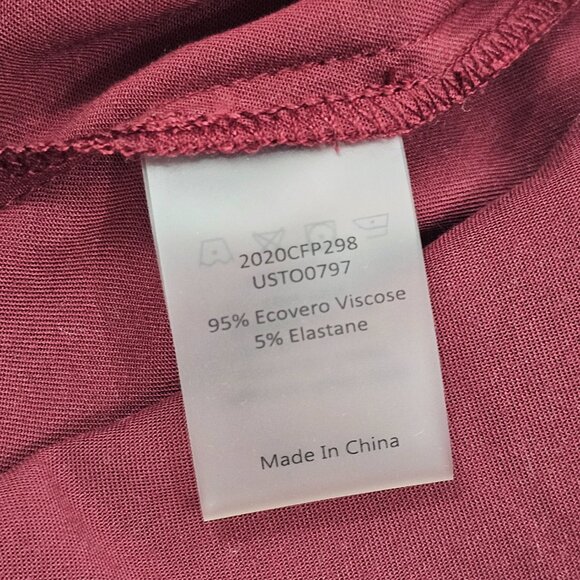 2020CFP298
USTO0797
95% Ecovero Viscose
5% Elastane
Made In China